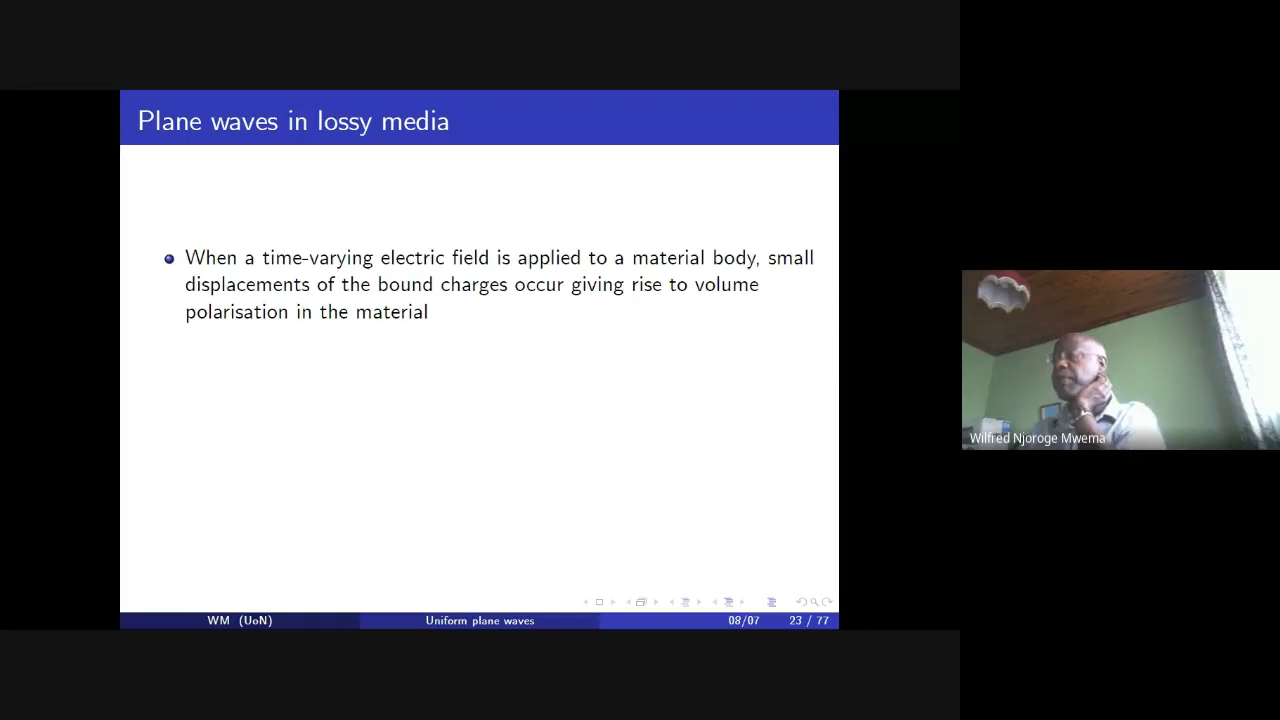 Plane waves in lossy media
When a time-varying electric field is applied to a material body, small
displacements of the bound charges occur giving rise to volume
polarisation in the material
WM (UoN)
Uniform plane waves
08/07
23 / 77
Wilfred Njoroge Mwema